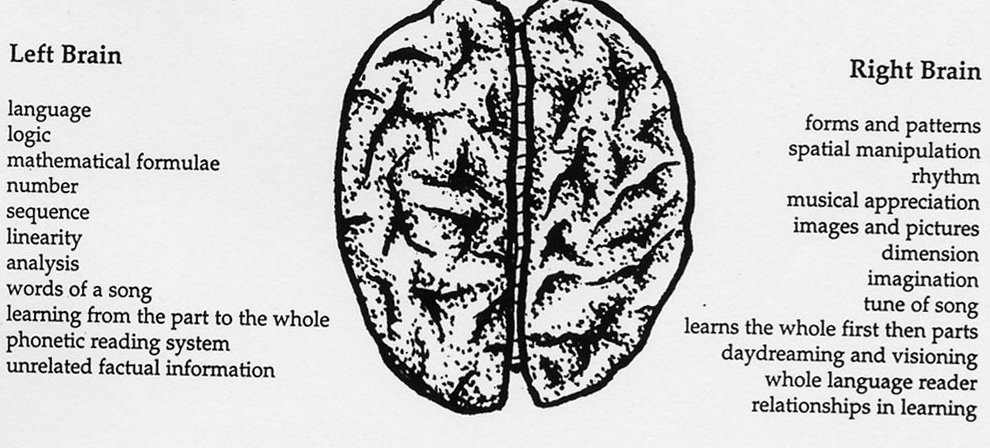 Left Brain
language
logic
mathematical formulae
number
sequence
linearity
analysis
words of a song
learning from the part to the whole
phonetic reading system
unrelated factual information
Right Brain
forms and patterns
spatial manipulation
rhythm
musical appreciation
images and pictures
dimension
imagination
tune of song
learns the whole first then parts
daydreaming and visioning
whole language reader
relationships in learning